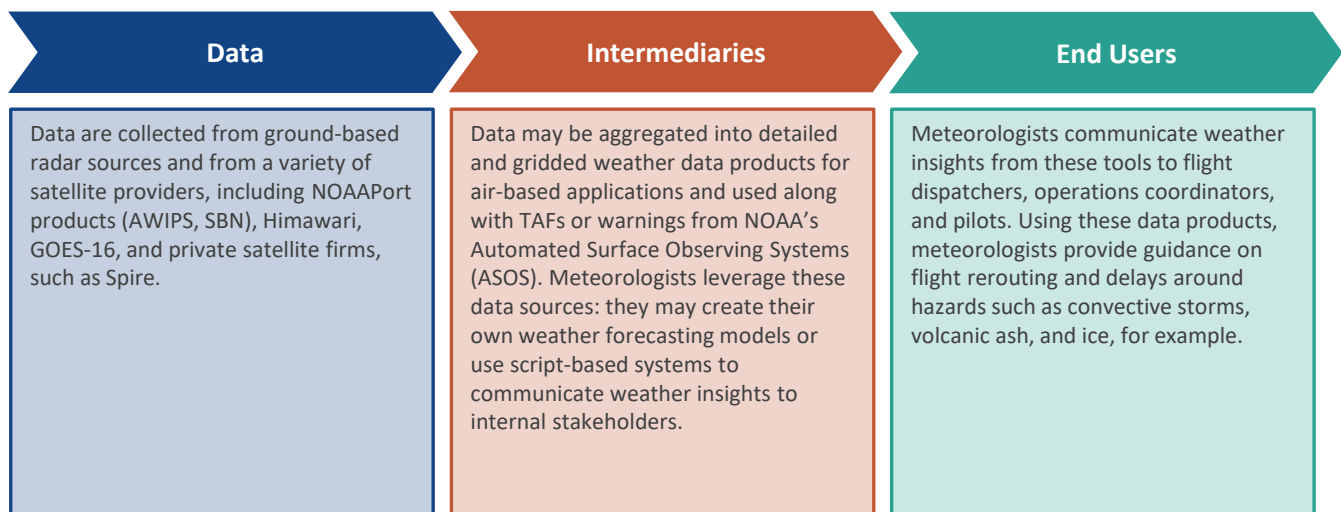 Data
Data are collected from ground-based
radar sources and from a variety of
satellite providers, including NOAAPort
products (AWIPS, SBN), Himawari,
GOES-16, and private satellite firms,
such as Spire.
Intermediaries
Data may be aggregated into detailed
and gridded weather data products for
air-based applications and used along
with TAFs or warnings from NOAA’s
Automated Surface Observing Systems
(ASOS). Meteorologists leverage these
data sources: they may create their
own weather forecasting models or
use script-based systems to
communicate weather insights to
internal stakeholders.
End Users
Meteorologists communicate weather
insights from these tools to flight
dispatchers, operations coordinators,
and pilots. Using these data products,
meteorologists provide guidance on
flight rerouting and delays around
hazards such as convective storms,
volcanic ash, and ice, for example.